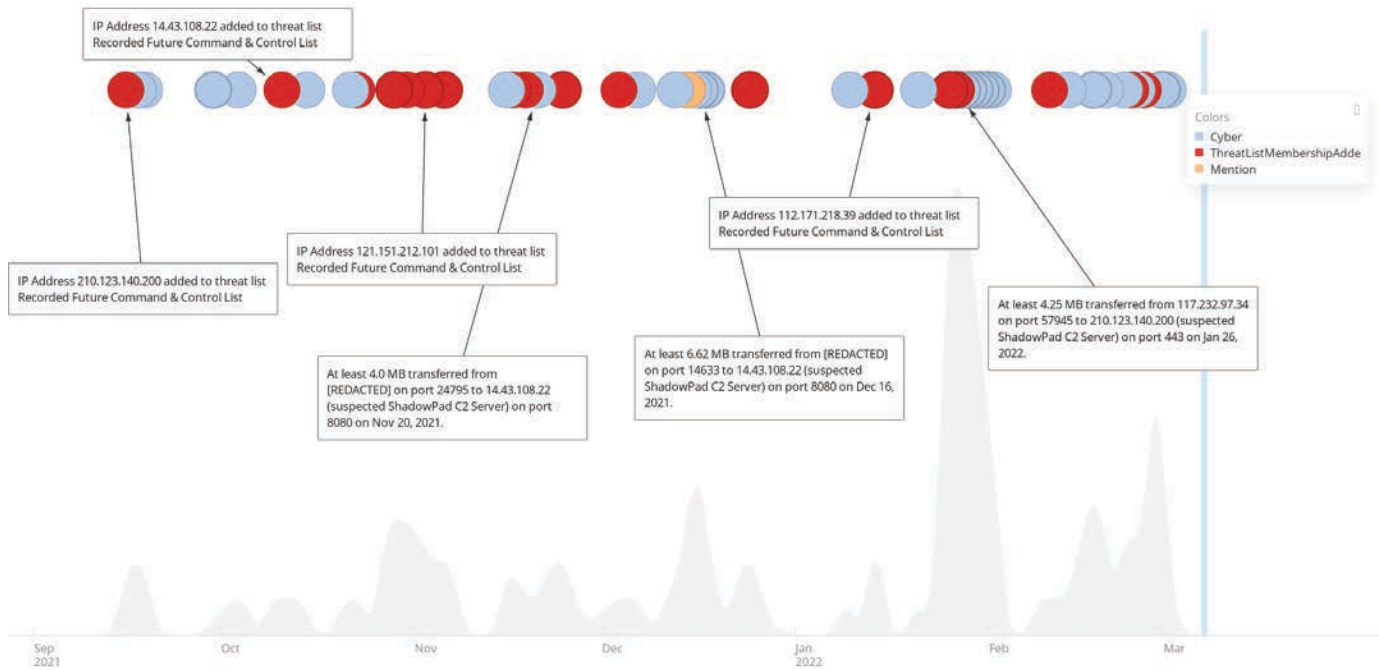 IP Address 14.43.108.22 added to threat list
Recorded Future Command & Control List
Colors
Cyber
ThreatListMembershipAdde
Mention
IP Address 112.171.218.39 added to threat list
Recorded Future Command & Control List
IP Address 121.151.212.101 added to threat list
Recorded Future Command & Control List
IP Address 210.123.140.200 added to threat list
Recorded Future Command & Control List
At least 4.25 MB transferred from 117.232.97.34
on port 57945 to 210.123.140.200 (suspected
ShadowPad C2 Server) on port 443 on Jan 26,
2022.
At least 6.62 MB transferred from [REDACTED]
on port 14633 to 14.43.108.22 (suspected
ShadowPad C2 Server) on port 8080 on Dec 16,
2021.
At least 4.0 MB transferred from
[REDACTED] on port 24795 to 14.43.108.22
(suspected ShadowPad C2 Server) on port
8080 on Nov 20, 2021.
Sep
2021
Oct
Nov
Dec
Jan
2022
Feb
Mar